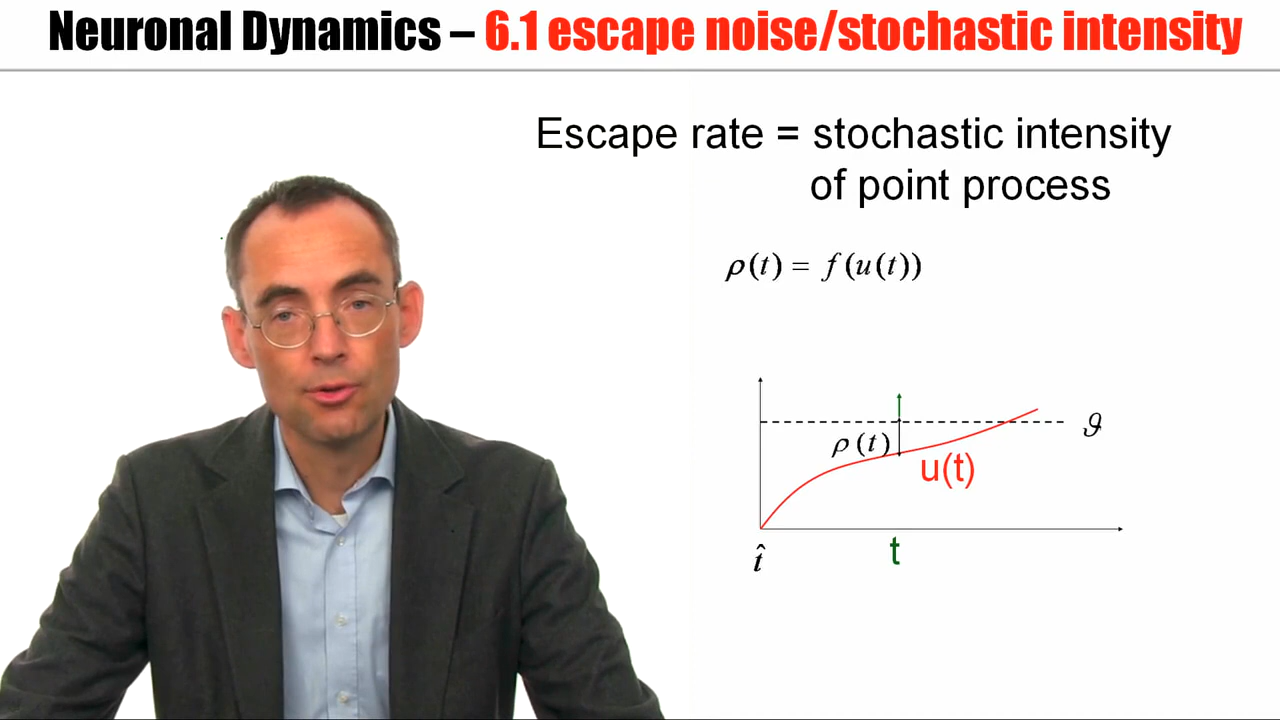 Neuronal Dynamics – 6.1 escape noise/stochastic intensity
Escape rate = stochastic intensity
of point process
ρ(t) = f(u(t))
ϑ
ρ(t)
u(t)
t̂
t